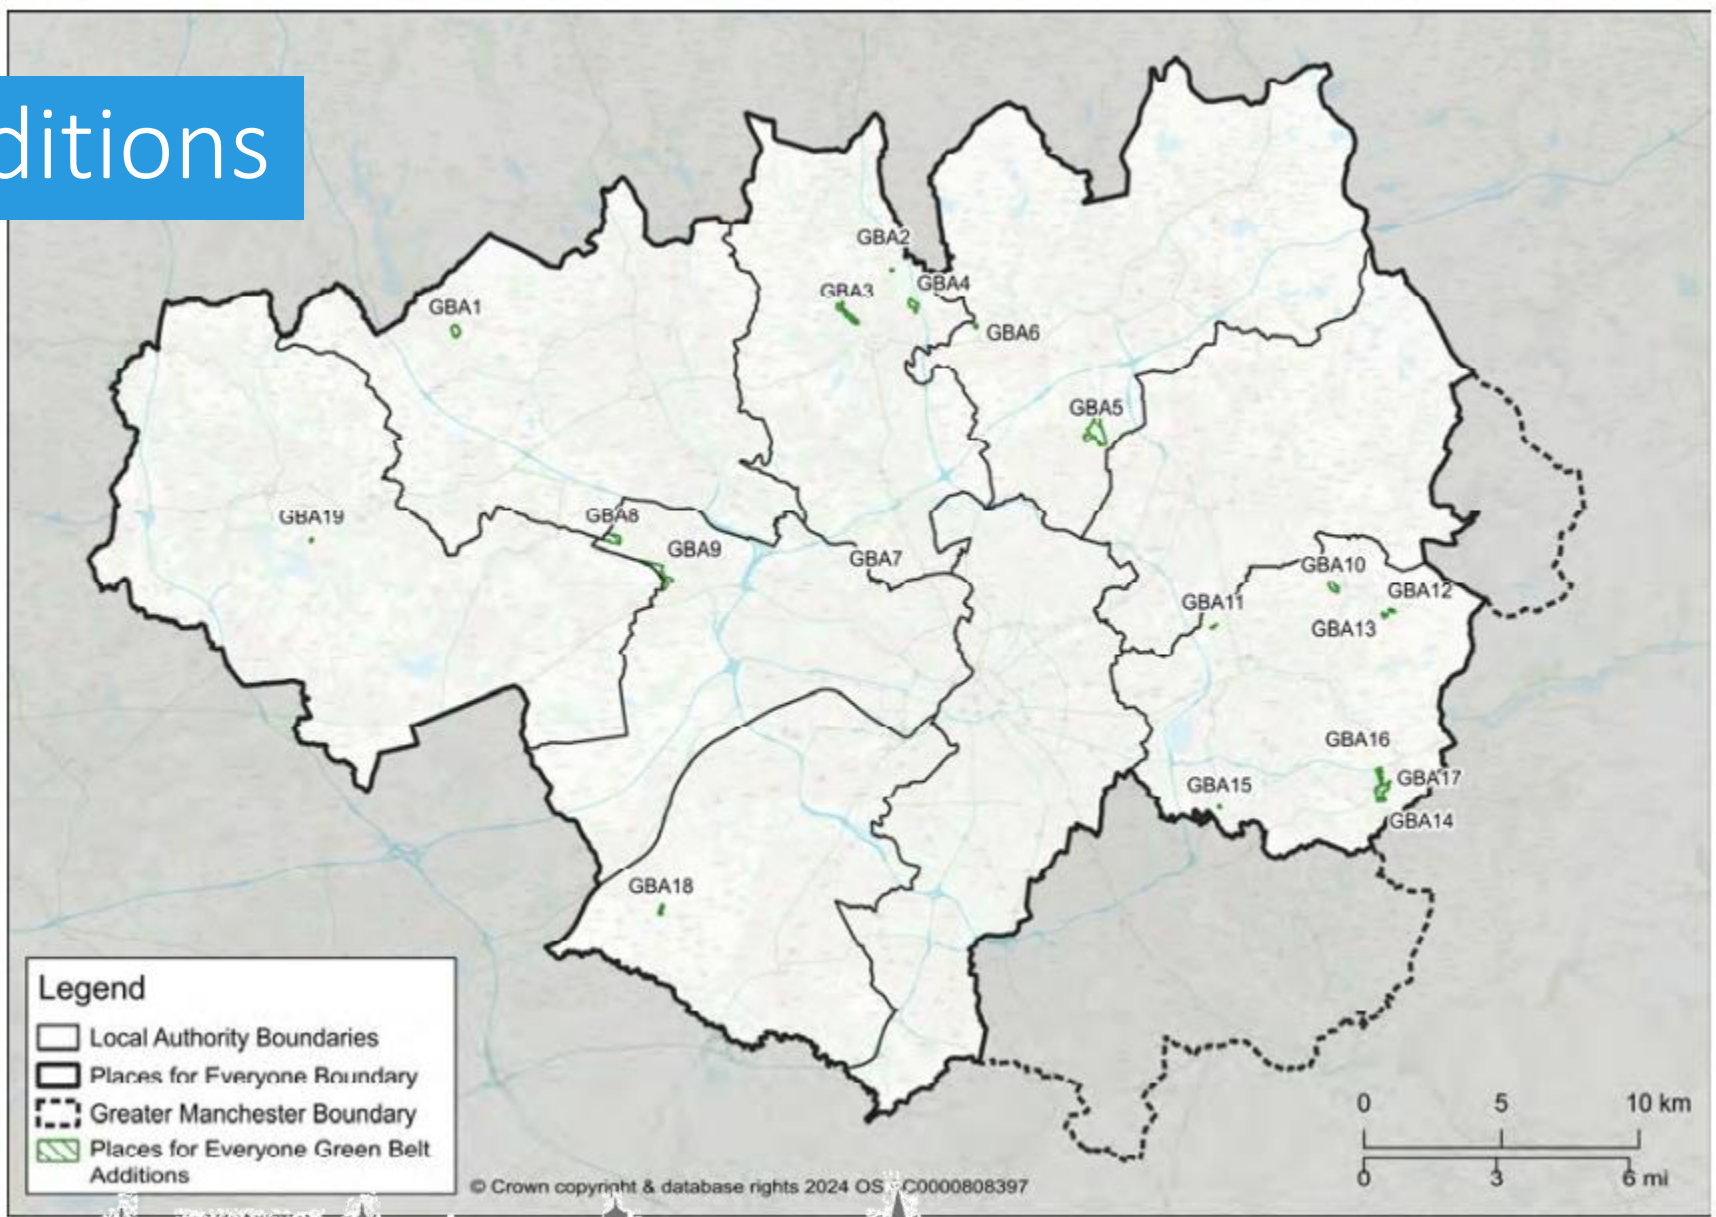 ditions
GBA2
GBA3
GBA4
GBA1
GBA6
GBA5
GBA19
GBA8
GBA9
GBA7
GBA10
GBA12
GBA11
GBA13
GBA16
GBA17
GBA15
GBA14
GBA18
Legend
Local Authority Boundaries
Places for Everyone Boundary
Greater Manchester Boundary
Places for Everyone Green Belt
Additions
0 5 10 km
0 3 6 mi
© Crown copyright & database rights 2024 OS C0000808397